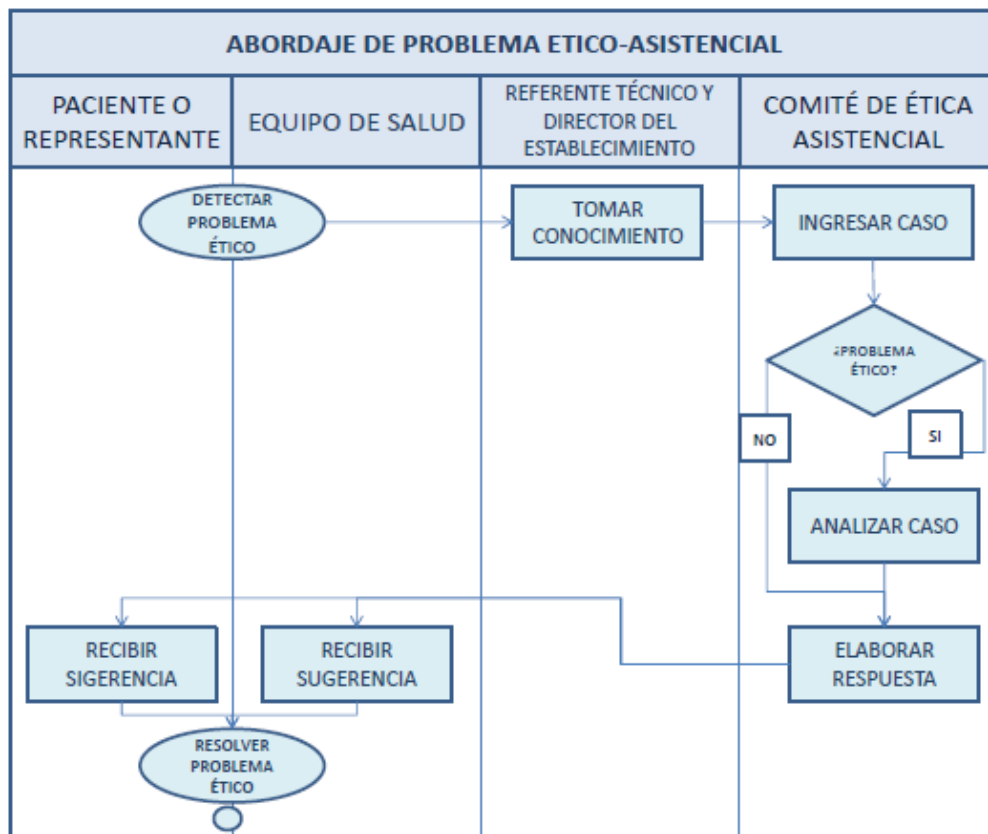 ABORDAJE DE PROBLEMA ETICO-ASISTENCIAL
PACIENTE O
REPRESENTANTE
EQUIPO DE SALUD
REFERENTE TÉCNICO Y
DIRECTOR DEL
ESTABLECIMIENTO
COMITÉ DE ÉTICA
ASISTENCIAL
DETECTAR
PROBLEMA
ÉTICO
TOMAR
CONOCIMIENTO
INGRESAR CASO
¿PROBLEMA
ÉTICO?
NO
SI
ANALIZAR CASO
RECIBIR
SIGERENCIA
RECIBIR
SUGERENCIA
ELABORAR
RESPUESTA
RESOLVER
PROBLEMA
ÉTICO